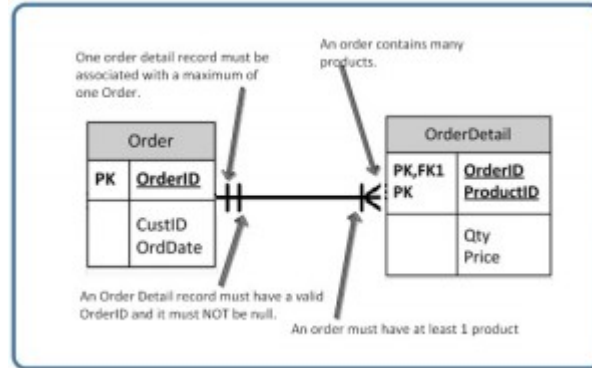 One order detail record must be
associated with a maximum of
one Order.
An order contains many
products.
Order
PK OrderID
CustID
OrdDate
OrderDetail
PK,FK1 OrderID
PK ProductID
Qty
Price
An Order Detail record must have a valid
OrderID and it must NOT be null.
An order must have at least 1 product